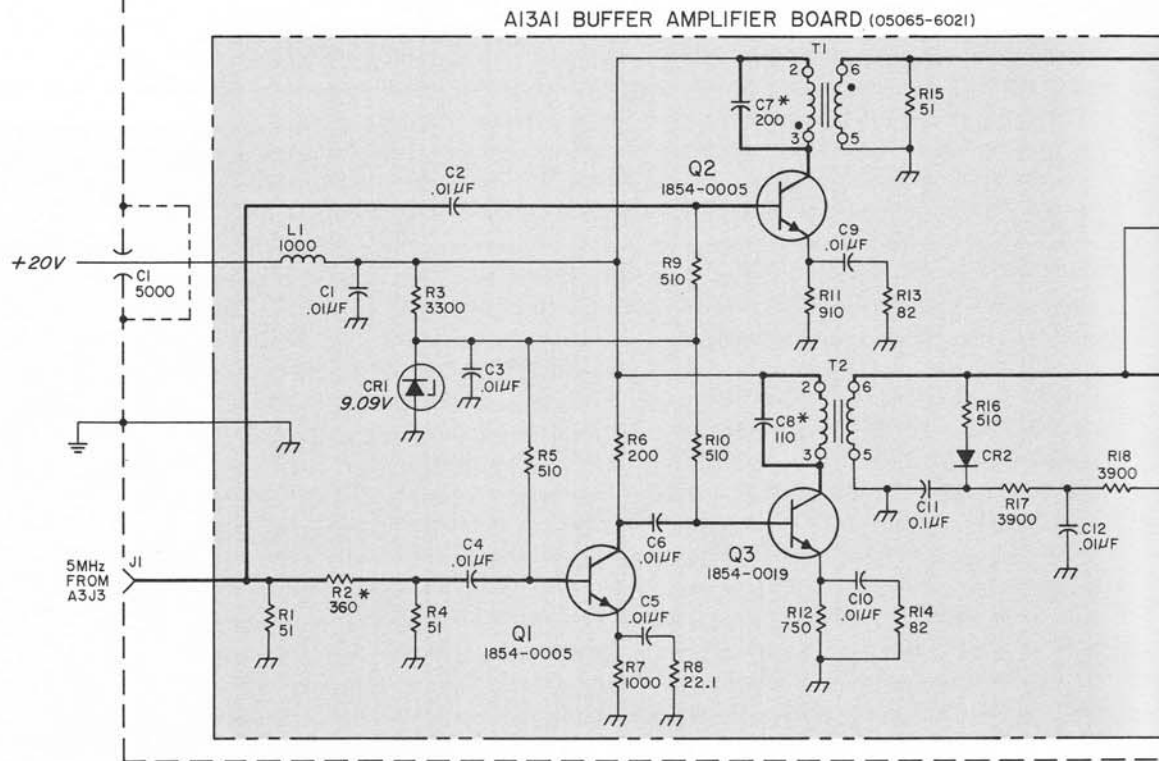 A13A1 BUFFER AMPLIFIER BOARD (05065-6021)
T1
2
6
C7*
200
R15
51
3
5
Q2
1854-0005
C2
.01µF
L1
1000
+20V
C1
5000
C1
.01µF
R3
3300
R9
510
C9
.01µF
R11
910
R13
82
CR1
9.09V
C3
.01µF
T2
2
6
C8*
110
R16
510
3
5
CR2
R5
510
R6
200
R10
510
R18
3900
C11
0.1µF
R17
3900
C12
.01µF
C6
.01µF
Q3
1854-0019
C4
.01µF
J1
5MHz
FROM
A3J3
R2
360 *
R1
51
R4
51
Q1
1854-0005
C5
.01µF
R7
1000
R8
22.1
C10
.01µF
R12
750
R14
82